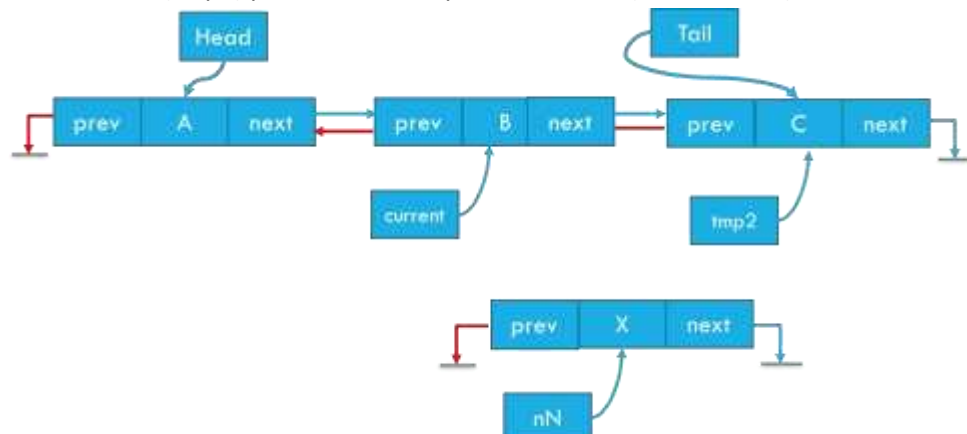 Head
Tail
prev A next
prev B next
prev C next
current
tmp2
prev X next
nN